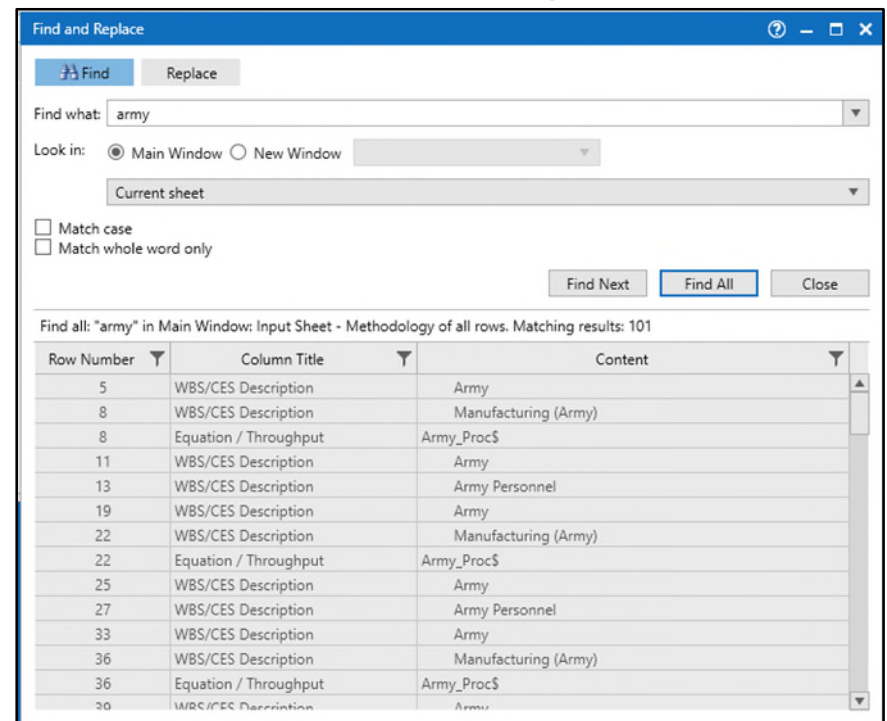 Find and Replace
Find Replace
Find what: army
Look in: Main Window New Window
Current sheet
Match case
Match whole word only
Find Next Find All Close
Find all: "army" in Main Window: Input Sheet - Methodology of all rows. Matching results: 101
Row Number Column Title Content
5 WBS/CES Description Army
8 WBS/CES Description Manufacturing (Army)
8 Equation / Throughput Army_Proc$
11 WBS/CES Description Army
13 WBS/CES Description Army Personnel
19 WBS/CES Description Army
22 WBS/CES Description Manufacturing (Army)
22 Equation / Throughput Army_Proc$
25 WBS/CES Description Army
27 WBS/CES Description Army Personnel
33 WBS/CES Description Army
36 WBS/CES Description Manufacturing (Army)
36 Equation / Throughput Army_Proc$
39 WBS/CES Description Army